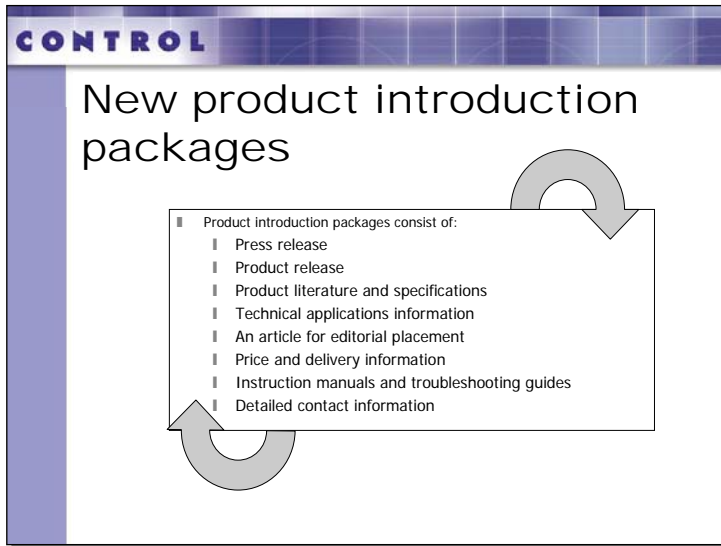 CONTROL
New product introduction
packages
Product introduction packages consist of:
Press release
Product release
Product literature and specifications
Technical applications information
An article for editorial placement
Price and delivery information
Instruction manuals and troubleshooting guides
Detailed contact information